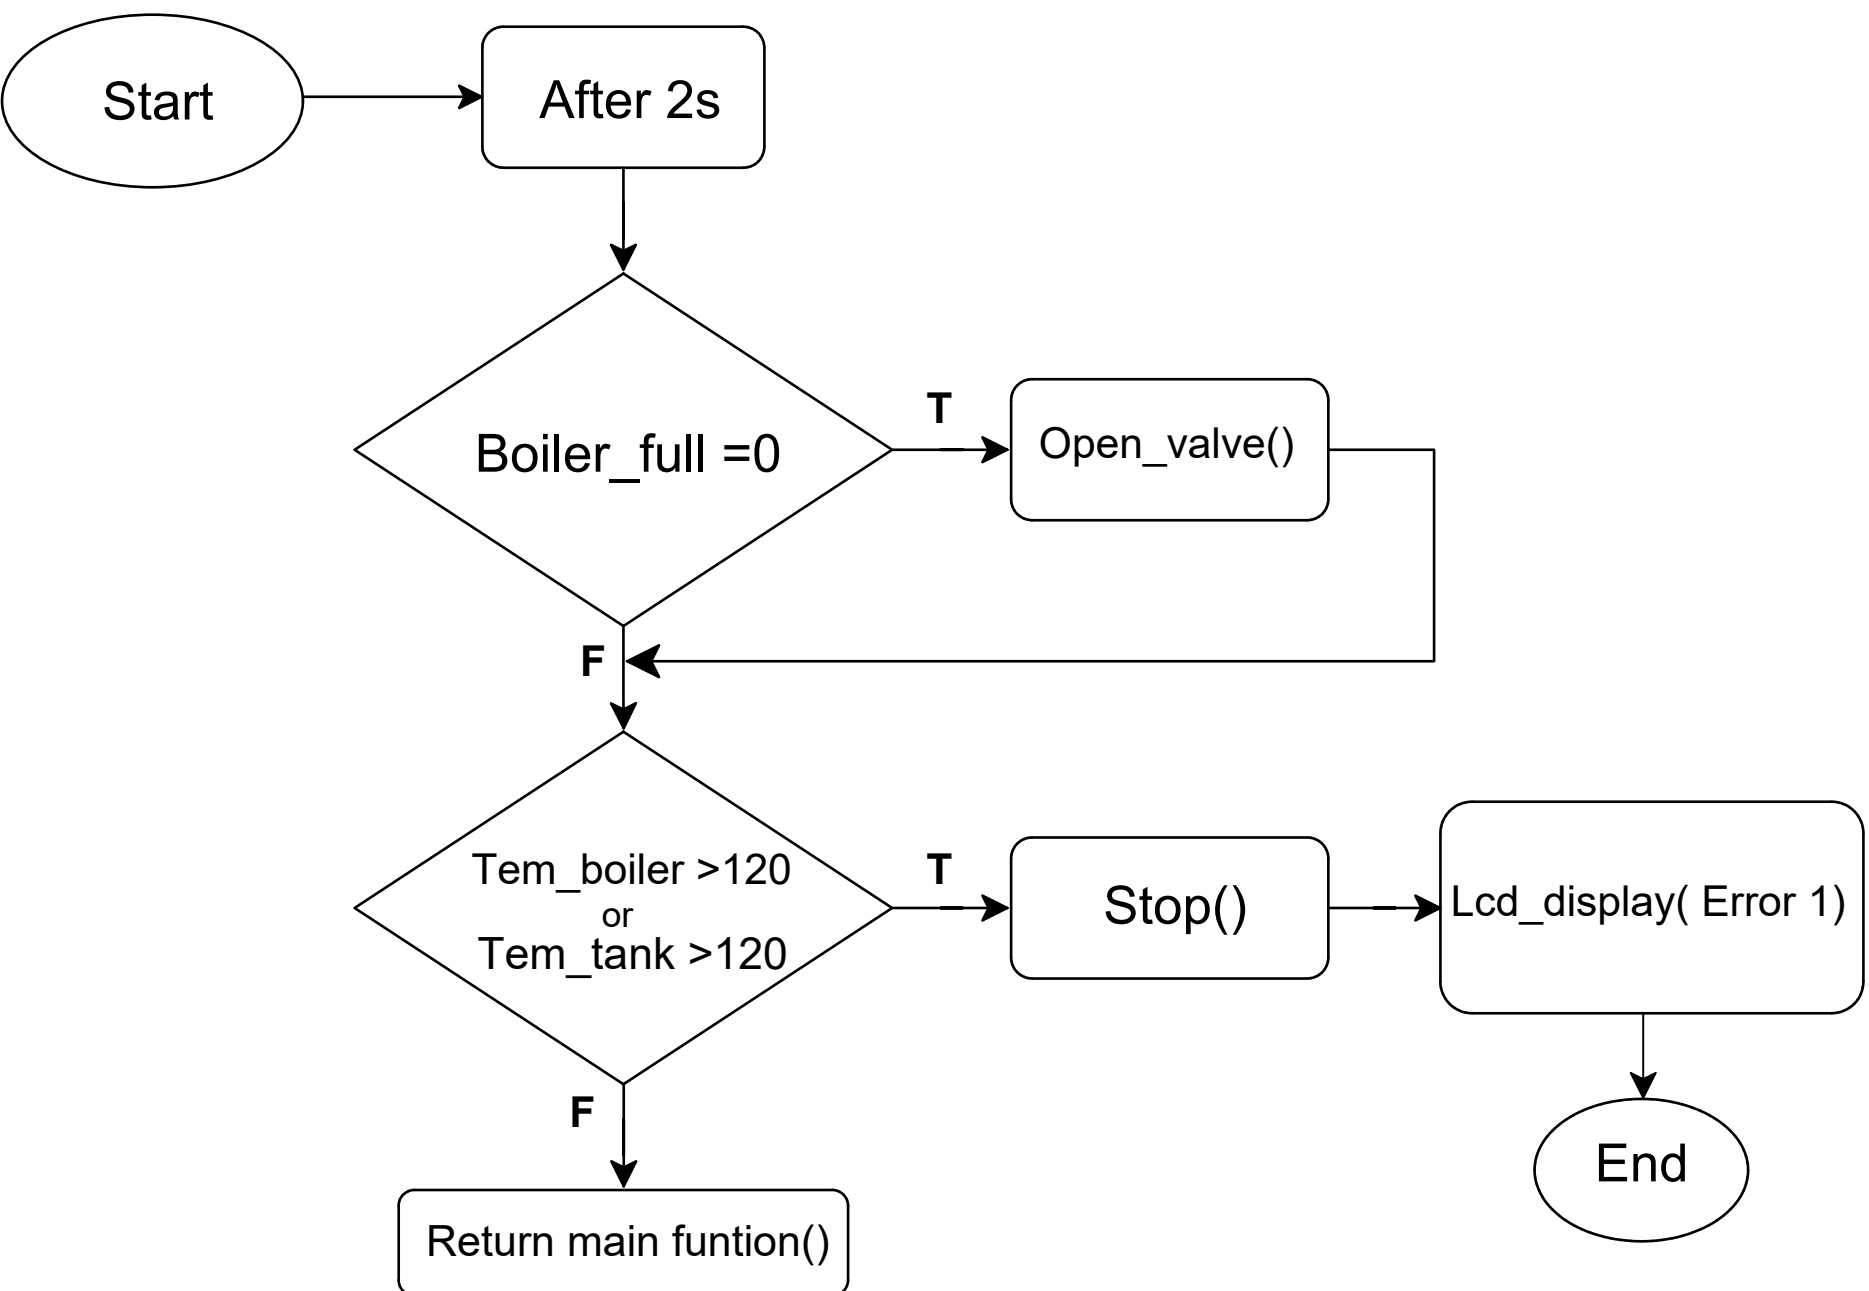 Start
After 2s
Boiler_full =0
T
Open_valve()
F
Tem_boiler >120
or
Tem_tank >120
T
Stop()
Lcd_display( Error 1)
F
End
Return main funtion()